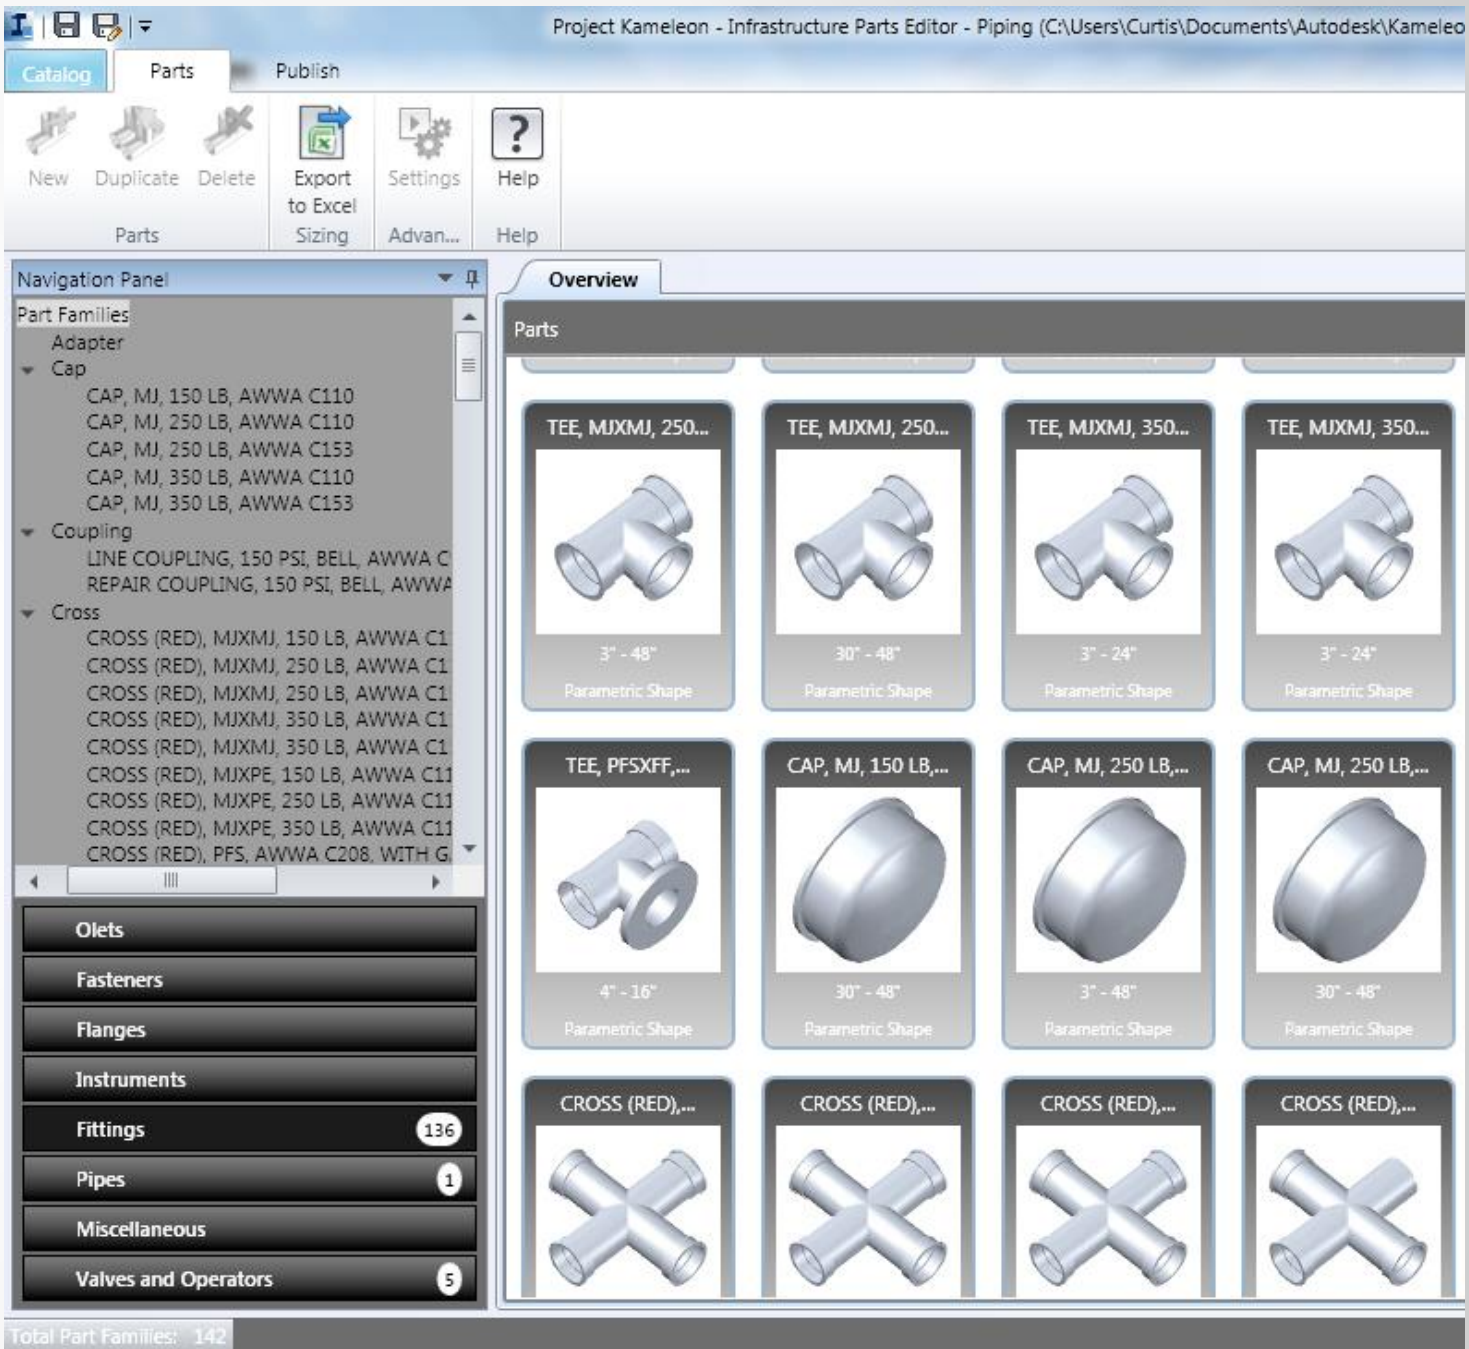 Project Kameleon - Infrastructure Parts Editor - Piping (C:\Users\Curtis\Documents\Autodesk\Kameleo
Catalog Parts Publish
New Duplicate Delete Export to Excel Settings Help
Parts Sizing Advan... Help
Navigation Panel
Part Families
Adapter
Cap
CAP, MJ, 150 LB, AWWA C110
CAP, MJ, 250 LB, AWWA C110
CAP, MJ, 250 LB, AWWA C153
CAP, MJ, 350 LB, AWWA C110
CAP, MJ, 350 LB, AWWA C153
Coupling
LINE COUPLING, 150 PSI, BELL, AWWA C
REPAIR COUPLING, 150 PSI, BELL, AWWA
Cross
CROSS (RED), MJXMJ, 150 LB, AWWA C1
CROSS (RED), MJXMJ, 250 LB, AWWA C1
CROSS (RED), MJXMJ, 250 LB, AWWA C1
CROSS (RED), MJXMJ, 350 LB, AWWA C1
CROSS (RED), MJXMJ, 350 LB, AWWA C1
CROSS (RED), MJXPE, 150 LB, AWWA C11
CROSS (RED), MJXPE, 250 LB, AWWA C11
CROSS (RED), MJXPE, 350 LB, AWWA C11
CROSS (RED), PFS, AWWA C208, WITH G
Olets
Fasteners
Flanges
Instruments
Fittings 136
Pipes 1
Miscellaneous
Valves and Operators 5
Total Part Families: 142
Overview
Parts
TEE, MJXMJ, 250... TEE, MJXMJ, 250... TEE, MJXMJ, 350... TEE, MJXMJ, 350...
3" - 48" 30" - 48" 3" - 24" 3" - 24"
Parametric Shape Parametric Shape Parametric Shape Parametric Shape
TEE, PFSXFF,... CAP, MJ, 150 LB,... CAP, MJ, 250 LB,... CAP, MJ, 250 LB,...
4" - 16" 30" - 48" 3" - 48" 30" - 48"
Parametric Shape Parametric Shape Parametric Shape Parametric Shape
CROSS (RED),... CROSS (RED),... CROSS (RED),... CROSS (RED),...